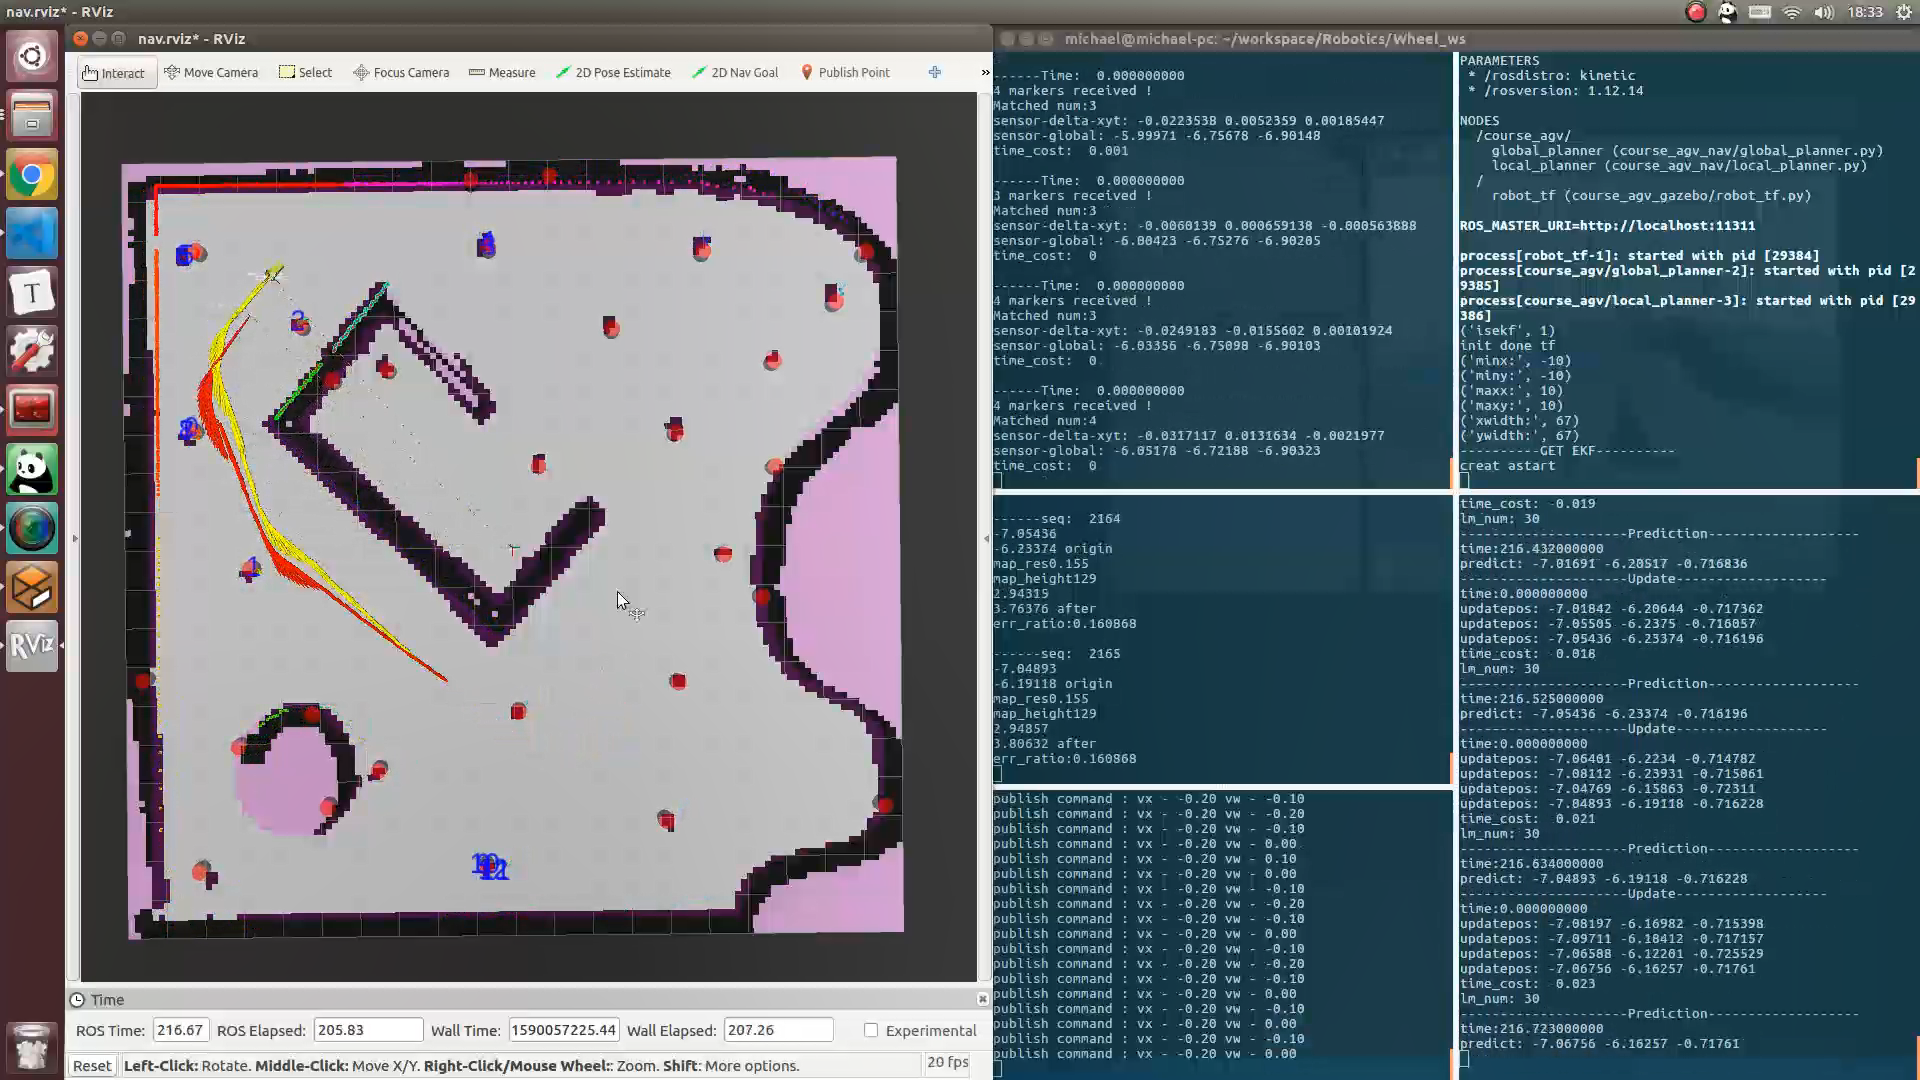 nav.rviz* - RViz
18:33
nav.rviz* - RViz
Interact
Move Camera
Select
Focus Camera
Measure
2D Pose Estimate
2D Nav Goal
Publish Point
»
2
1
Time
ROS Time:
216.67
ROS Elapsed:
205.83
Wall Time:
1590057225.44
Wall Elapsed:
207.26
Experimental
Reset
Left-Click: Rotate. Middle-Click: Move X/Y. Right-Click/Mouse Wheel:: Zoom. Shift: More options.
20 fps
T
RViz
michael@michael-pc: ~/workspace/Robotics/Wheel_ws
------Time:  0.000000000
4 markers received !
Matched num:3
sensor-delta-xyt: -0.0223538 0.0052359 0.00185447
sensor-global: -5.99971 -6.75678 -6.90148
time_cost:  0.001
------Time:  0.000000000
3 markers received !
Matched num:3
sensor-delta-xyt: -0.0060139 0.000659138 -0.000563888
sensor-global: -6.00423 -6.75276 -6.90205
time_cost:  0
------Time:  0.000000000
4 markers received !
Matched num:3
sensor-delta-xyt: -0.0249183 -0.0155602 0.00101924
sensor-global: -6.03356 -6.75098 -6.90103
time_cost:  0
------Time:  0.000000000
4 markers received !
Matched num:4
sensor-delta-xyt: -0.0317117 0.0131634 -0.0021977
sensor-global: -6.05178 -6.72188 -6.90323
time_cost:  0
------seq:  2164
-7.05436
-6.23374 origin
map_res0.155
map_height129
2.94315
3.76376 after
err_ratio:0.160868
------seq:  2165
-7.04893
-6.19118 origin
map_res0.155
map_height129
2.94857
3.80632 after
err_ratio:0.160868
publish command : vx - -0.20 vw - -0.10
publish command : vx - -0.20 vw - -0.20
publish command : vx - -0.20 vw - -0.10
publish command : vx - -0.20 vw - 0.00
publish command : vx - -0.20 vw - 0.10
publish command : vx - -0.20 vw - 0.00
publish command : vx - -0.20 vw - -0.10
publish command : vx - -0.20 vw - -0.20
publish command : vx - -0.20 vw - -0.10
publish command : vx - -0.20 vw - 0.00
publish command : vx - -0.20 vw - -0.10
publish command : vx - -0.20 vw - -0.20
publish command : vx - -0.20 vw - -0.10
publish command : vx - -0.20 vw - 0.00
publish command : vx - -0.20 vw - -0.10
publish command : vx - -0.20 vw - 0.00
publish command : vx - -0.20 vw - -0.10
publish command : vx - -0.20 vw - 0.00
PARAMETERS
* /rosdistro: kinetic
* /rosversion: 1.12.14
NODES
/course_agv/
global_planner (course_agv_nav/global_planner.py)
local_planner (course_agv_nav/local_planner.py)
/
robot_tf (course_agv_gazebo/robot_tf.py)
ROS_MASTER_URI=http://localhost:11311
process[robot_tf-1]: started with pid [29384]
process[course_agv/global_planner-2]: started with pid [2
9385]
process[course_agv/local_planner-3]: started with pid [29
386]
('isekf', 1)
init done tf
('minx:', -10)
('miny:', -10)
('maxx:', 10)
('maxy:', 10)
('xwidth:', 67)
('ywidth:', 67)
----------GET EKF----------
creat astart
time_cost: -0.019
lm_num: 30
---------------------Prediction-------------------
time:216.432000000
predict: -7.01691 -6.20517 -0.716836
---------------------Update-----------------
time:0.000000000
updatepos: -7.01842 -6.20644 -0.717362
updatepos: -7.05505 -6.2375 -0.716057
updatepos: -7.05436 -6.23374 -0.716196
time_cost: 0.018
lm_num: 30
---------------------Prediction-------------------
time:216.525000000
predict: -7.05436 -6.23374 -0.716196
---------------------Update-----------------
time:0.000000000
updatepos: -7.06401 -6.2234 -0.714782
updatepos: -7.08112 -6.23931 -0.715061
updatepos: -7.04769 -6.15863 -0.72311
updatepos: -7.04893 -6.19118 -0.716228
time_cost: 0.021
lm_num: 30
---------------------Prediction-------------------
time:216.634000000
predict: -7.04893 -6.19118 -0.716228
---------------------Update-----------------
time:0.000000000
updatepos: -7.08197 -6.16982 -0.715398
updatepos: -7.09711 -6.18412 -0.717157
updatepos: -7.06588 -6.12201 -0.725529
updatepos: -7.06756 -6.16257 -0.71761
time_cost: 0.023
lm_num: 30
---------------------Prediction-------------------
time:216.723000000
predict: -7.06756 -6.16257 -0.71761